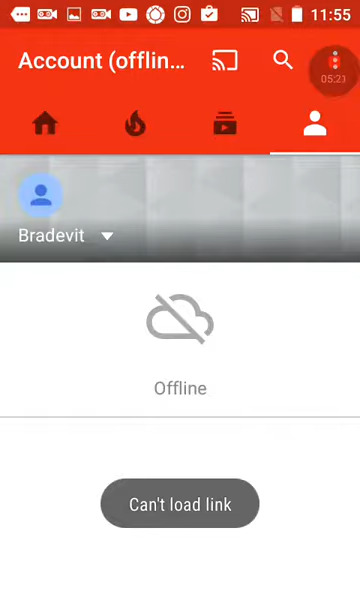 11:55
Account (offlin...
05:23
Bradevit
Offline
Can't load link